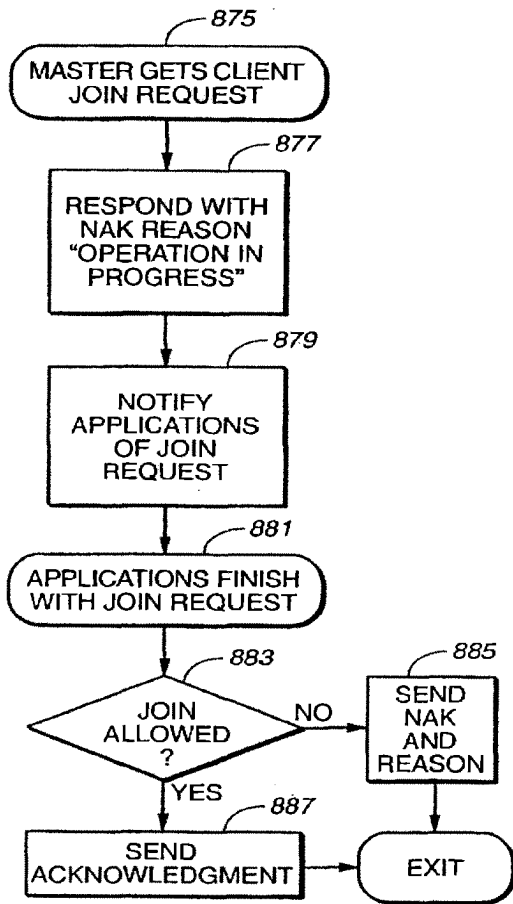 875
MASTER GETS CLIENT
JOIN REQUEST
877
RESPOND WITH
NAK REASON
"OPERATION IN
PROGRESS"
879
NOTIFY
APPLICATIONS
OF JOIN
REQUEST
881
APPLICATIONS FINISH
WITH JOIN REQUEST
883
JOIN
ALLOWED
?
NO
885
SEND
NAK
AND
REASON
YES
887
SEND
ACKNOWLEDGMENT
EXIT